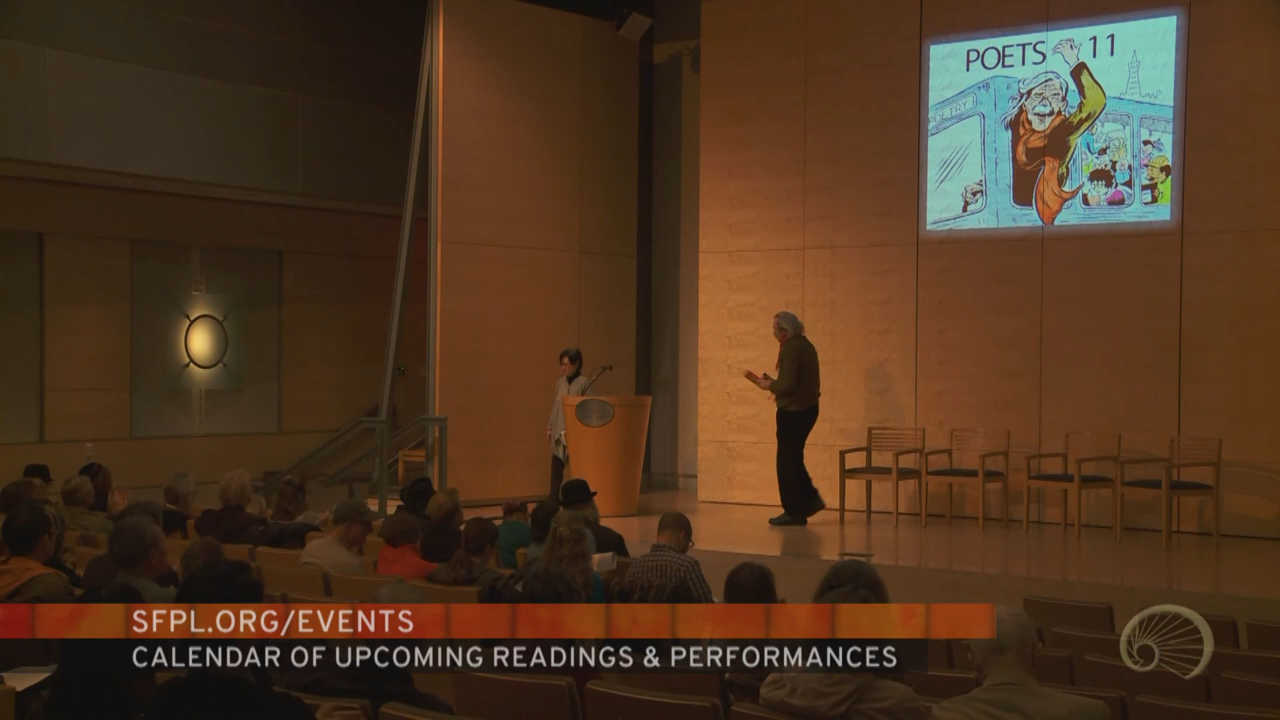 POETS 11
SFPL.ORG/EVENTS
CALENDAR OF UPCOMING READINGS & PERFORMANCES